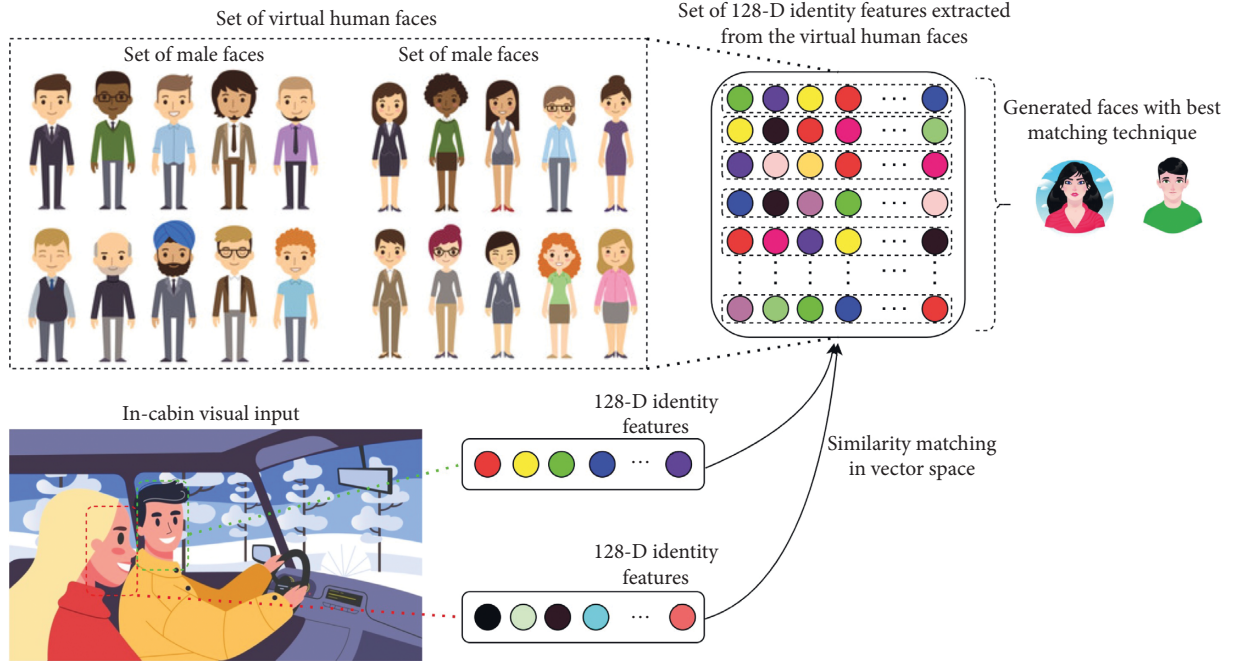 Set of virtual human faces
Set of male faces
Set of male faces
Set of 128-D identity features extracted
from the virtual human faces
Generated faces with best
matching technique
In-cabin visual input
128-D identity
features
Similarity matching
in vector space
128-D identity
features